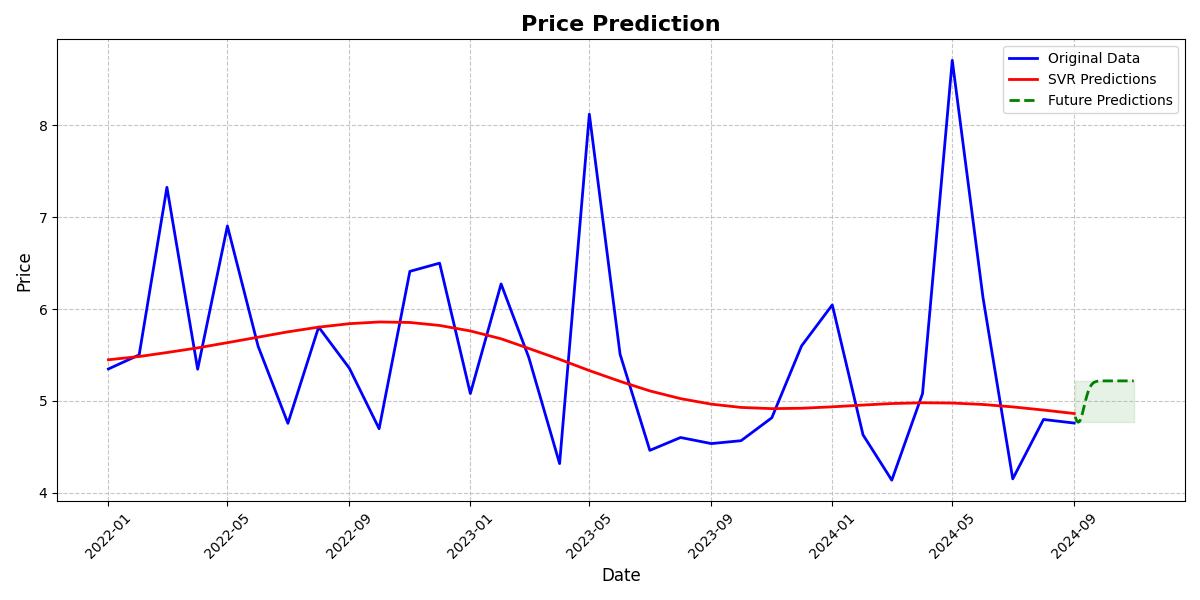 Price Prediction
Original Data
SVR Predictions
Future Predictions
Price
8
7
6
5
4
2022-01
2022-05
2022-09
2023-01
2023-05
2023-09
2024-01
2024-05
2024-09
Date